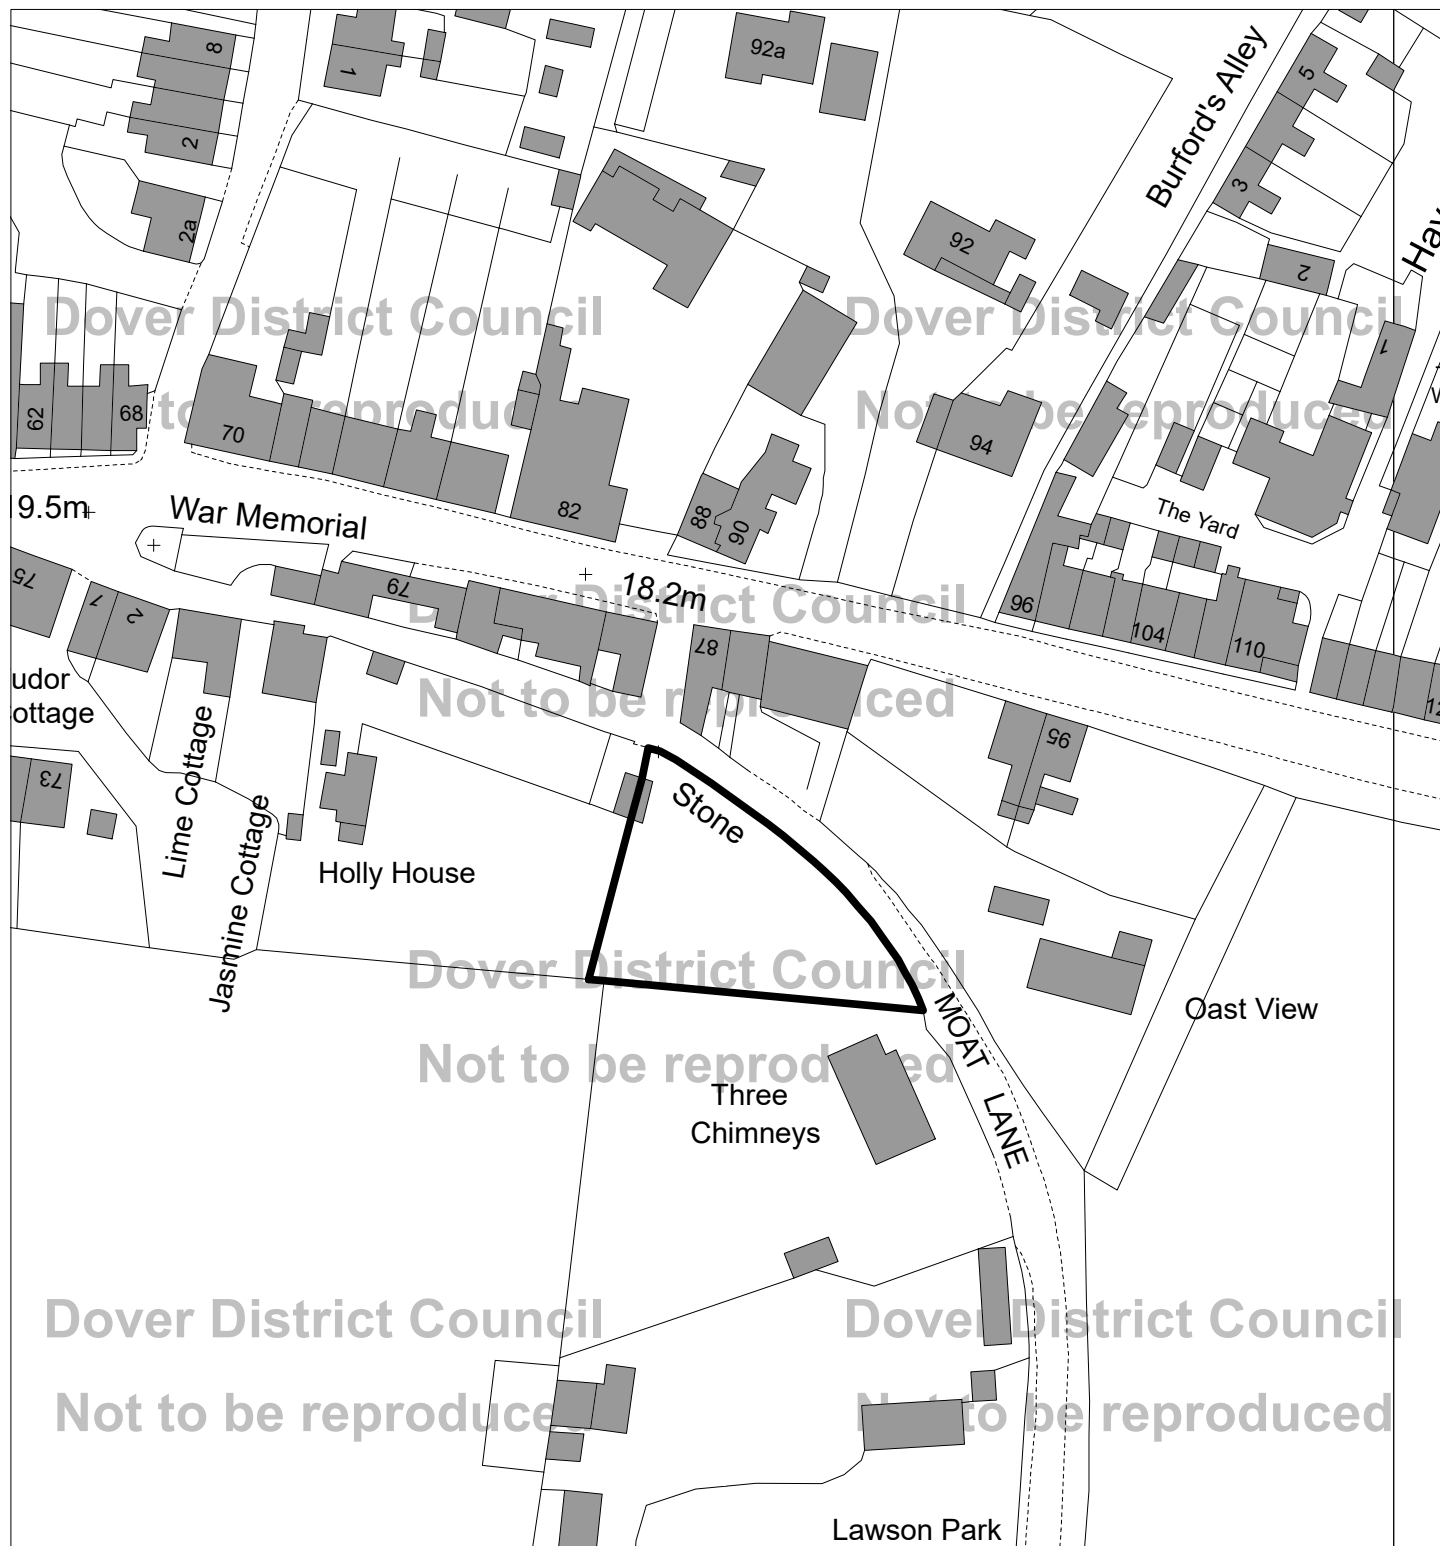 8
1
92a
Burford's Alley
5
2
3
2a
92
2
Dover District Council
Dover District Council
1
62
68
Not to be reproduced
Not to be reproduced
70
94
19.5m
War Memorial
82
88
90
The Yard
75
1
2
79
18.2m
Dover District Council
96
104
110
87
Not to be reproduced
95
73
Lime Cottage
Jasmine Cottage
Stone
Holly House
Dover District Council
MOAT LANE
Oast View
Not to be reproduced
Three
Chimneys
Dover District Council
Dover District Council
Not to be reproduced
Not to be reproduced
Lawson Park